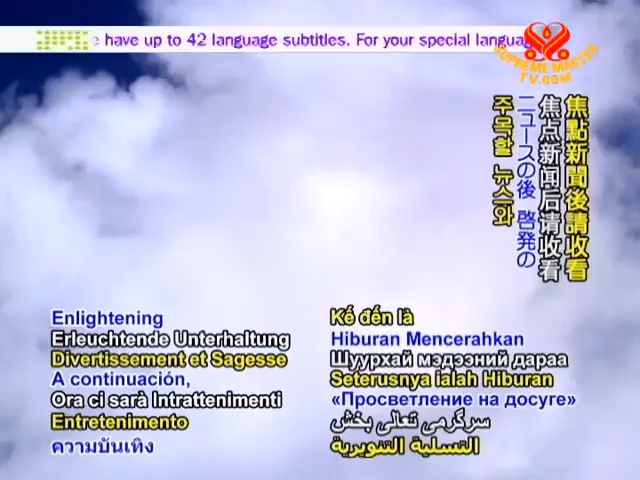 e have up to 42 language subtitles. For your special languag
SUPREME MASTER
TV.COM
焦點新聞後請收看
焦点新闻后请收看
ニュースの後 啓発の
주목할 뉴스와
Enlightening
Erleuchtende Unterhaltung
Divertissement et Sagesse
A continuación,
Ora ci sarà Intrattenimenti
Entretenimento
ความบันเทิง
Kế đến là
Hiburan Mencerahkan
Шуурхай мэдээний дараа
Seterusnya ialah Hiburan
«Просветление на досуге»
سرگرمی تعالی بخش
التسلية التنويرية